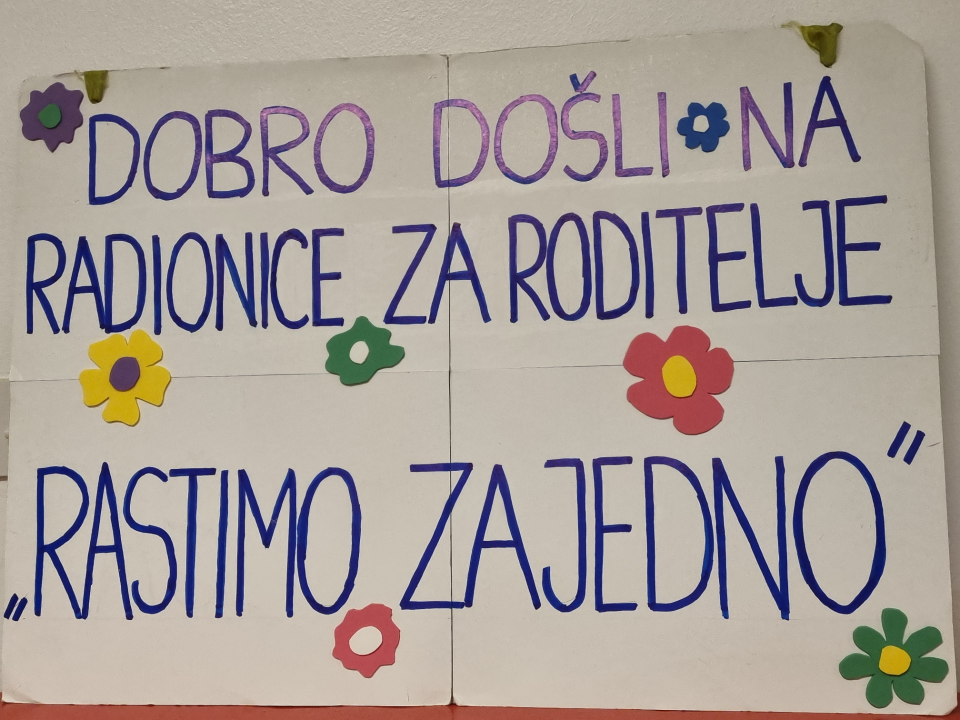 DOBRO DOŠLI NA
RADIONICE ZA RODITELJE
„RASTIMO ZAJEDNO"